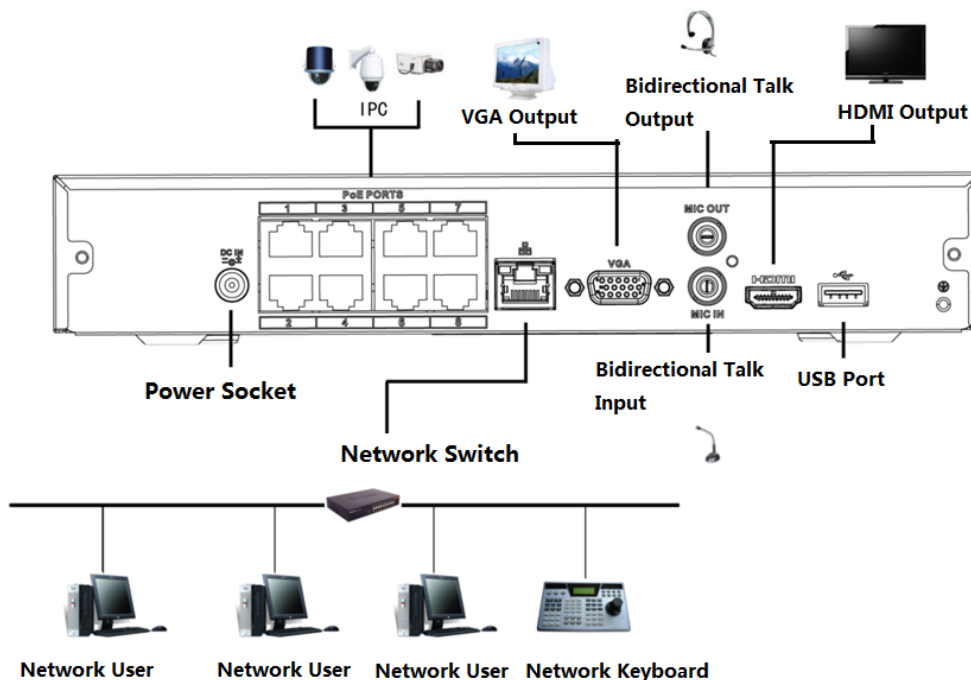 IPC
VGA Output
Bidirectional Talk
Output
HDMI Output
PoE PORTS
1 3 5 7
DC IN
MIC OUT
VGA
HDMI
MIC IN
2 4 6 8
Power Socket
Bidirectional Talk
Input
USB Port
Network Switch
Network User
Network User
Network User
Network Keyboard